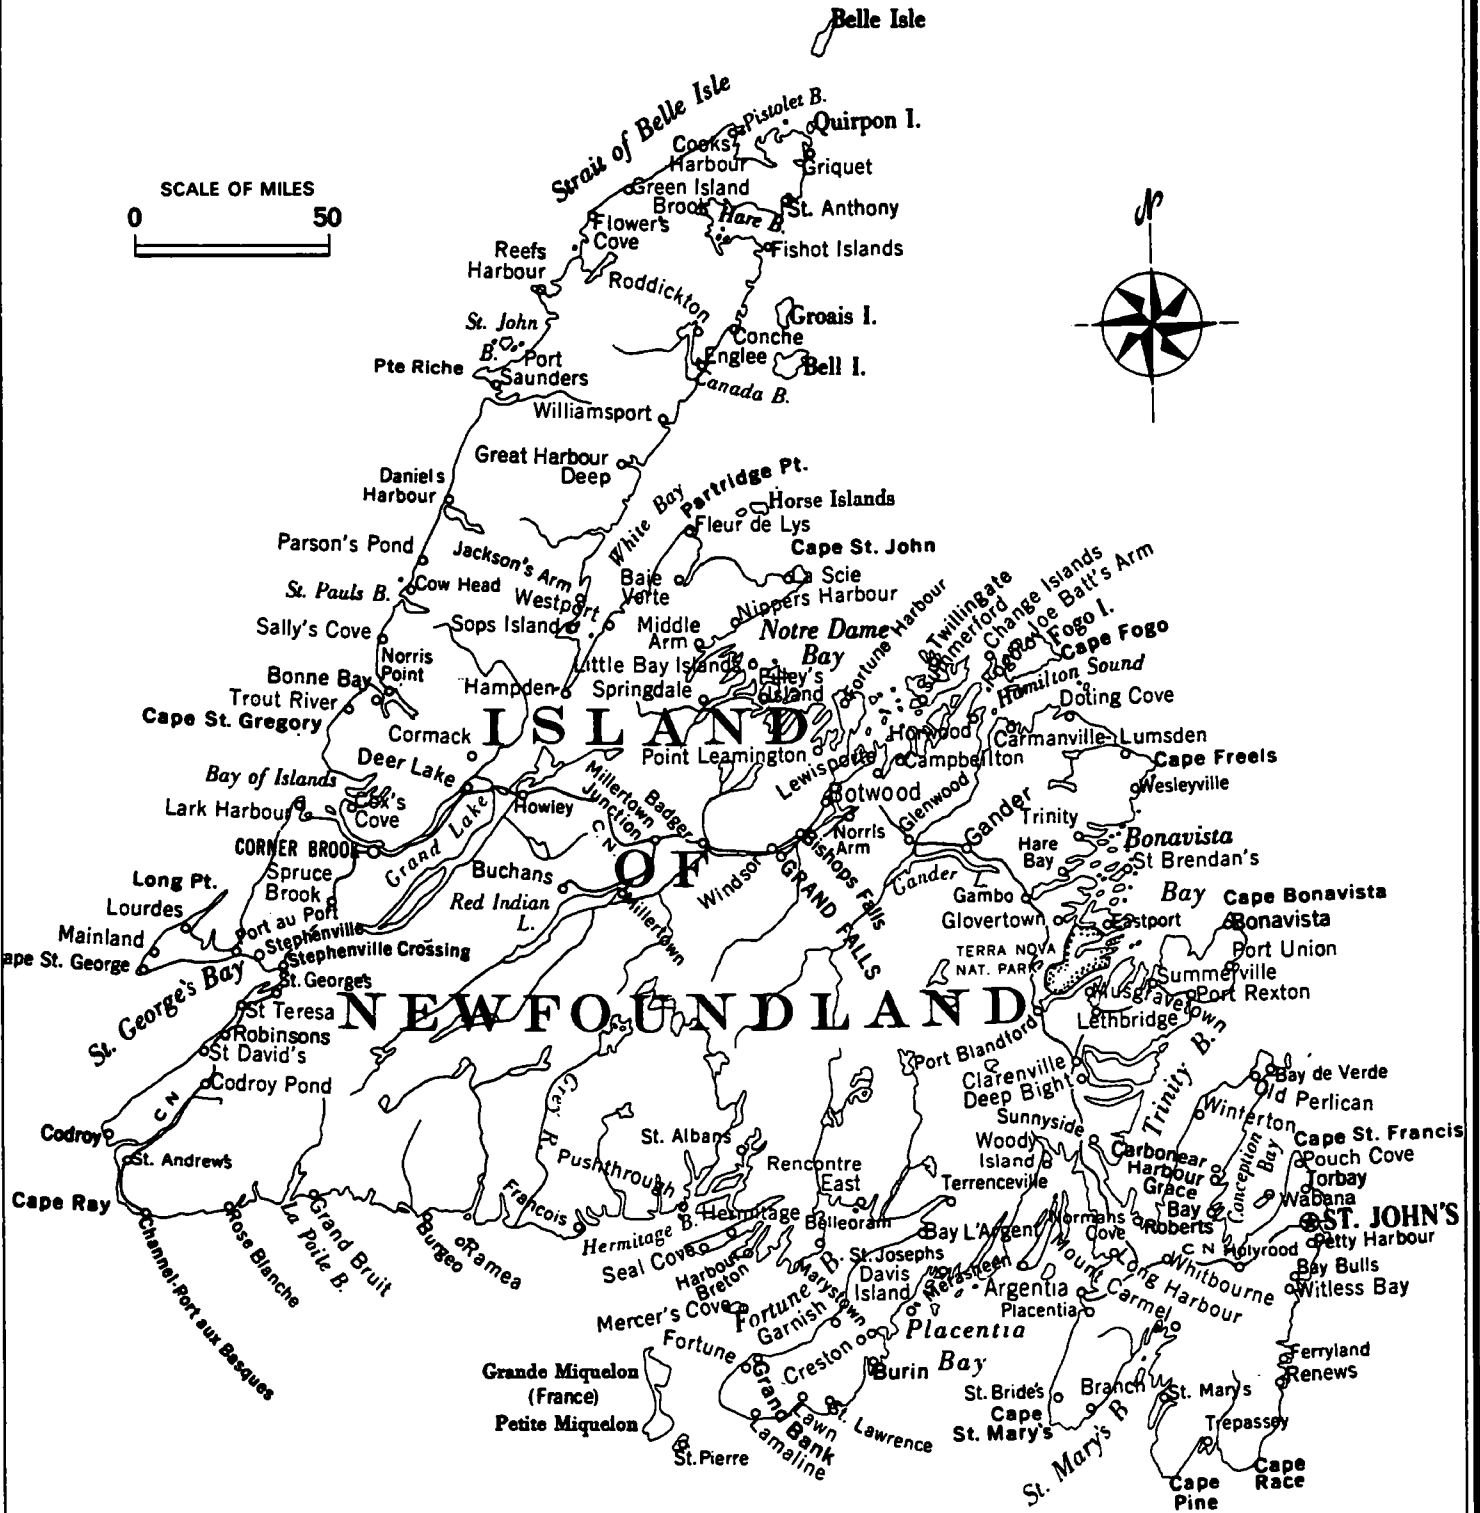 Belle Isle
Strait of Belle Isle
Pistolet B.
Quirpon I.
Cooks
Harbour
Griquet
SCALE OF MILES
0 50
Green Island
Brook
St. Anthony
Hare B.
Flower's
Cove
Fishot Islands
Reefs
Harbour
Roddickton
N
St. John
B.
Groais I.
Conche
Englee
Bell I.
Pte Riche
Port
Saunders
Canada B.
Williamsport
Great Harbour
Deep
Daniels
Harbour
White Bay
Partridge Pt.
Horse Islands
Fleur de Lys
Parson's Pond
Jackson's Arm
Cape St. John
La Scie
Baie
Verte
Nippers Harbour
St. Pauls B.
Cow Head
Westport
Sops Island
Sally's Cove
Middle
Arm
Notre Dame
Bay
Fortune Harbour
Twillingate
Summerford
Change Islands
Joe Batt's Arm
Fogo
Fogo I.
Cape Fogo
Hamilton Sound
Norris
Point
Bonne Bay
Trout River
Cape St. Gregory
Little Bay Islands
Hampden
Springdale
Pilley's
Island
Doting Cove
ISLAND
Cormack
Deer Lake
Point Leamington
Lewisporte
Horwood
Campbellton
Carmanville
Lumsden
Cape Freels
Wesleyville
Bay of Islands
Lark Harbour
Cox's
Cove
Howley
Millertown
Junction
Badger
Botwood
Glenwood
Gander
Trinity
CORNER BROOK
Grand Lake
C. N.
Norris
Arm
Hare
Bay
Bonavista
Bay
St Brendan's
Spruce
Brook
Buchans
OF
Windsor
GRAND FALLS
Bishops Falls
Gander L.
Gambo
Long Pt.
Lourdes
Red Indian
L.
Millertown
Glovertown
Eastport
Cape Bonavista
Bonavista
Mainland
Port au Port
Stephenville
Stephenville Crossing
TERRA NOVA
NAT. PARK
Port Union
ape St. George
St. George's Bay
St. George's
Summerville
Musgravetown
Port Rexton
St Teresa
NEWFOUNDLAND
Lethbridge
Robinsons
St David's
Port Blandford
Codroy Pond
C N
Grey R.
Clarenville
Deep Bight
Trinity B.
Bay de Verde
Old Perlican
Winterton
Codroy
St. Andrew's
St. Albans
Sunnyside
Woody
Island
Carbonear
Harbour
Grace
Conception
Bay
Cape St. Francis
Pouch Cove
Torbay
Wabana
Pushthrough
Rencontre
East
Terrenceville
Cape Ray
Francois
Hermitage
Hermitage B.
Belleoram
Bay L'Argent
Normans
Cove
Bay
Roberts
ST. JOHN'S
Petty Harbour
Channel-Port aux Basques
Rose Blanche
La Poile B.
Grand Bruit
Burgeo
Ramea
Seal Cove
Harbour
Breton
St. Josephs
Davis
Island
Merasheen
Mount Carmel
Long Harbour
Whitbourne
C N
Holyrood
Bay Bulls
Witless Bay
Argentia
Placentia
Mercer's Cove
Fortune B.
Garnish
Marystown
Placentia
Bay
Fortune
Creston
Burin
Grande Miquelon
(France)
Petite Miquelon
Grand Bank
Lawn
St. Lawrence
Lamaline
St. Pierre
St. Bride's
Branch
Cape
St. Mary's
St. Mary's B
St. Mary's
Ferryland
Renews
Trepassey
Cape
Pine
Cape
Race